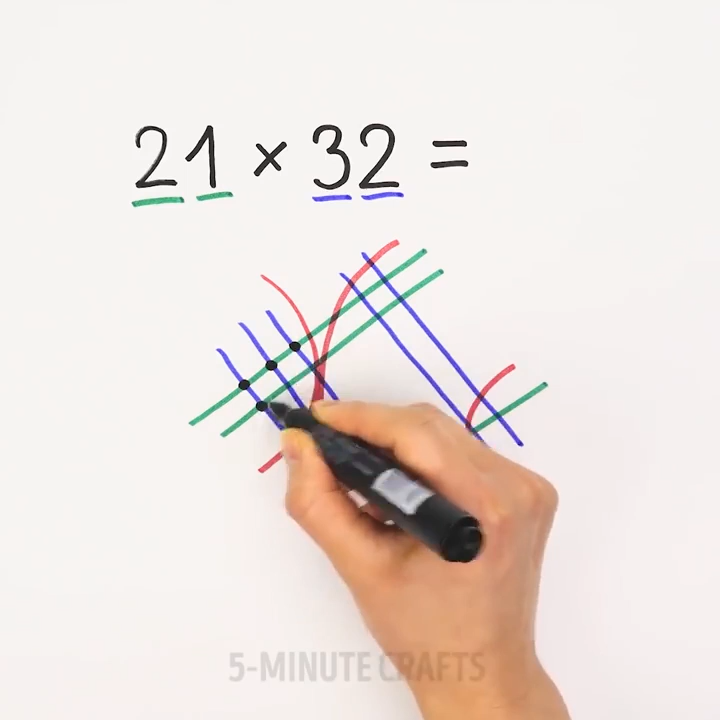 21 × 32 =
5-MINUTE CRAFTS